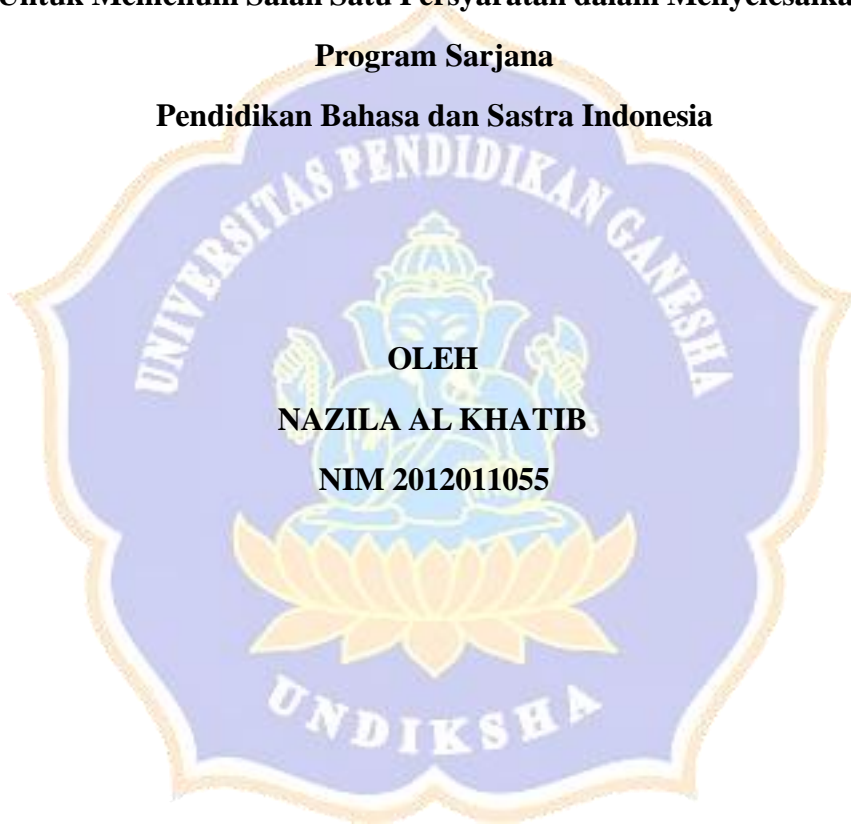 Untuk Memenuhi Salah Satu Persyaratan dalam Menyelesaika
Program Sarjana
Pendidikan Bahasa dan Sastra Indonesia
UNIVERSITAS PENDIDIKAN GANESHA
OLEH
NAZILA AL KHATIB
NIM 2012011055
UNDIKSHA